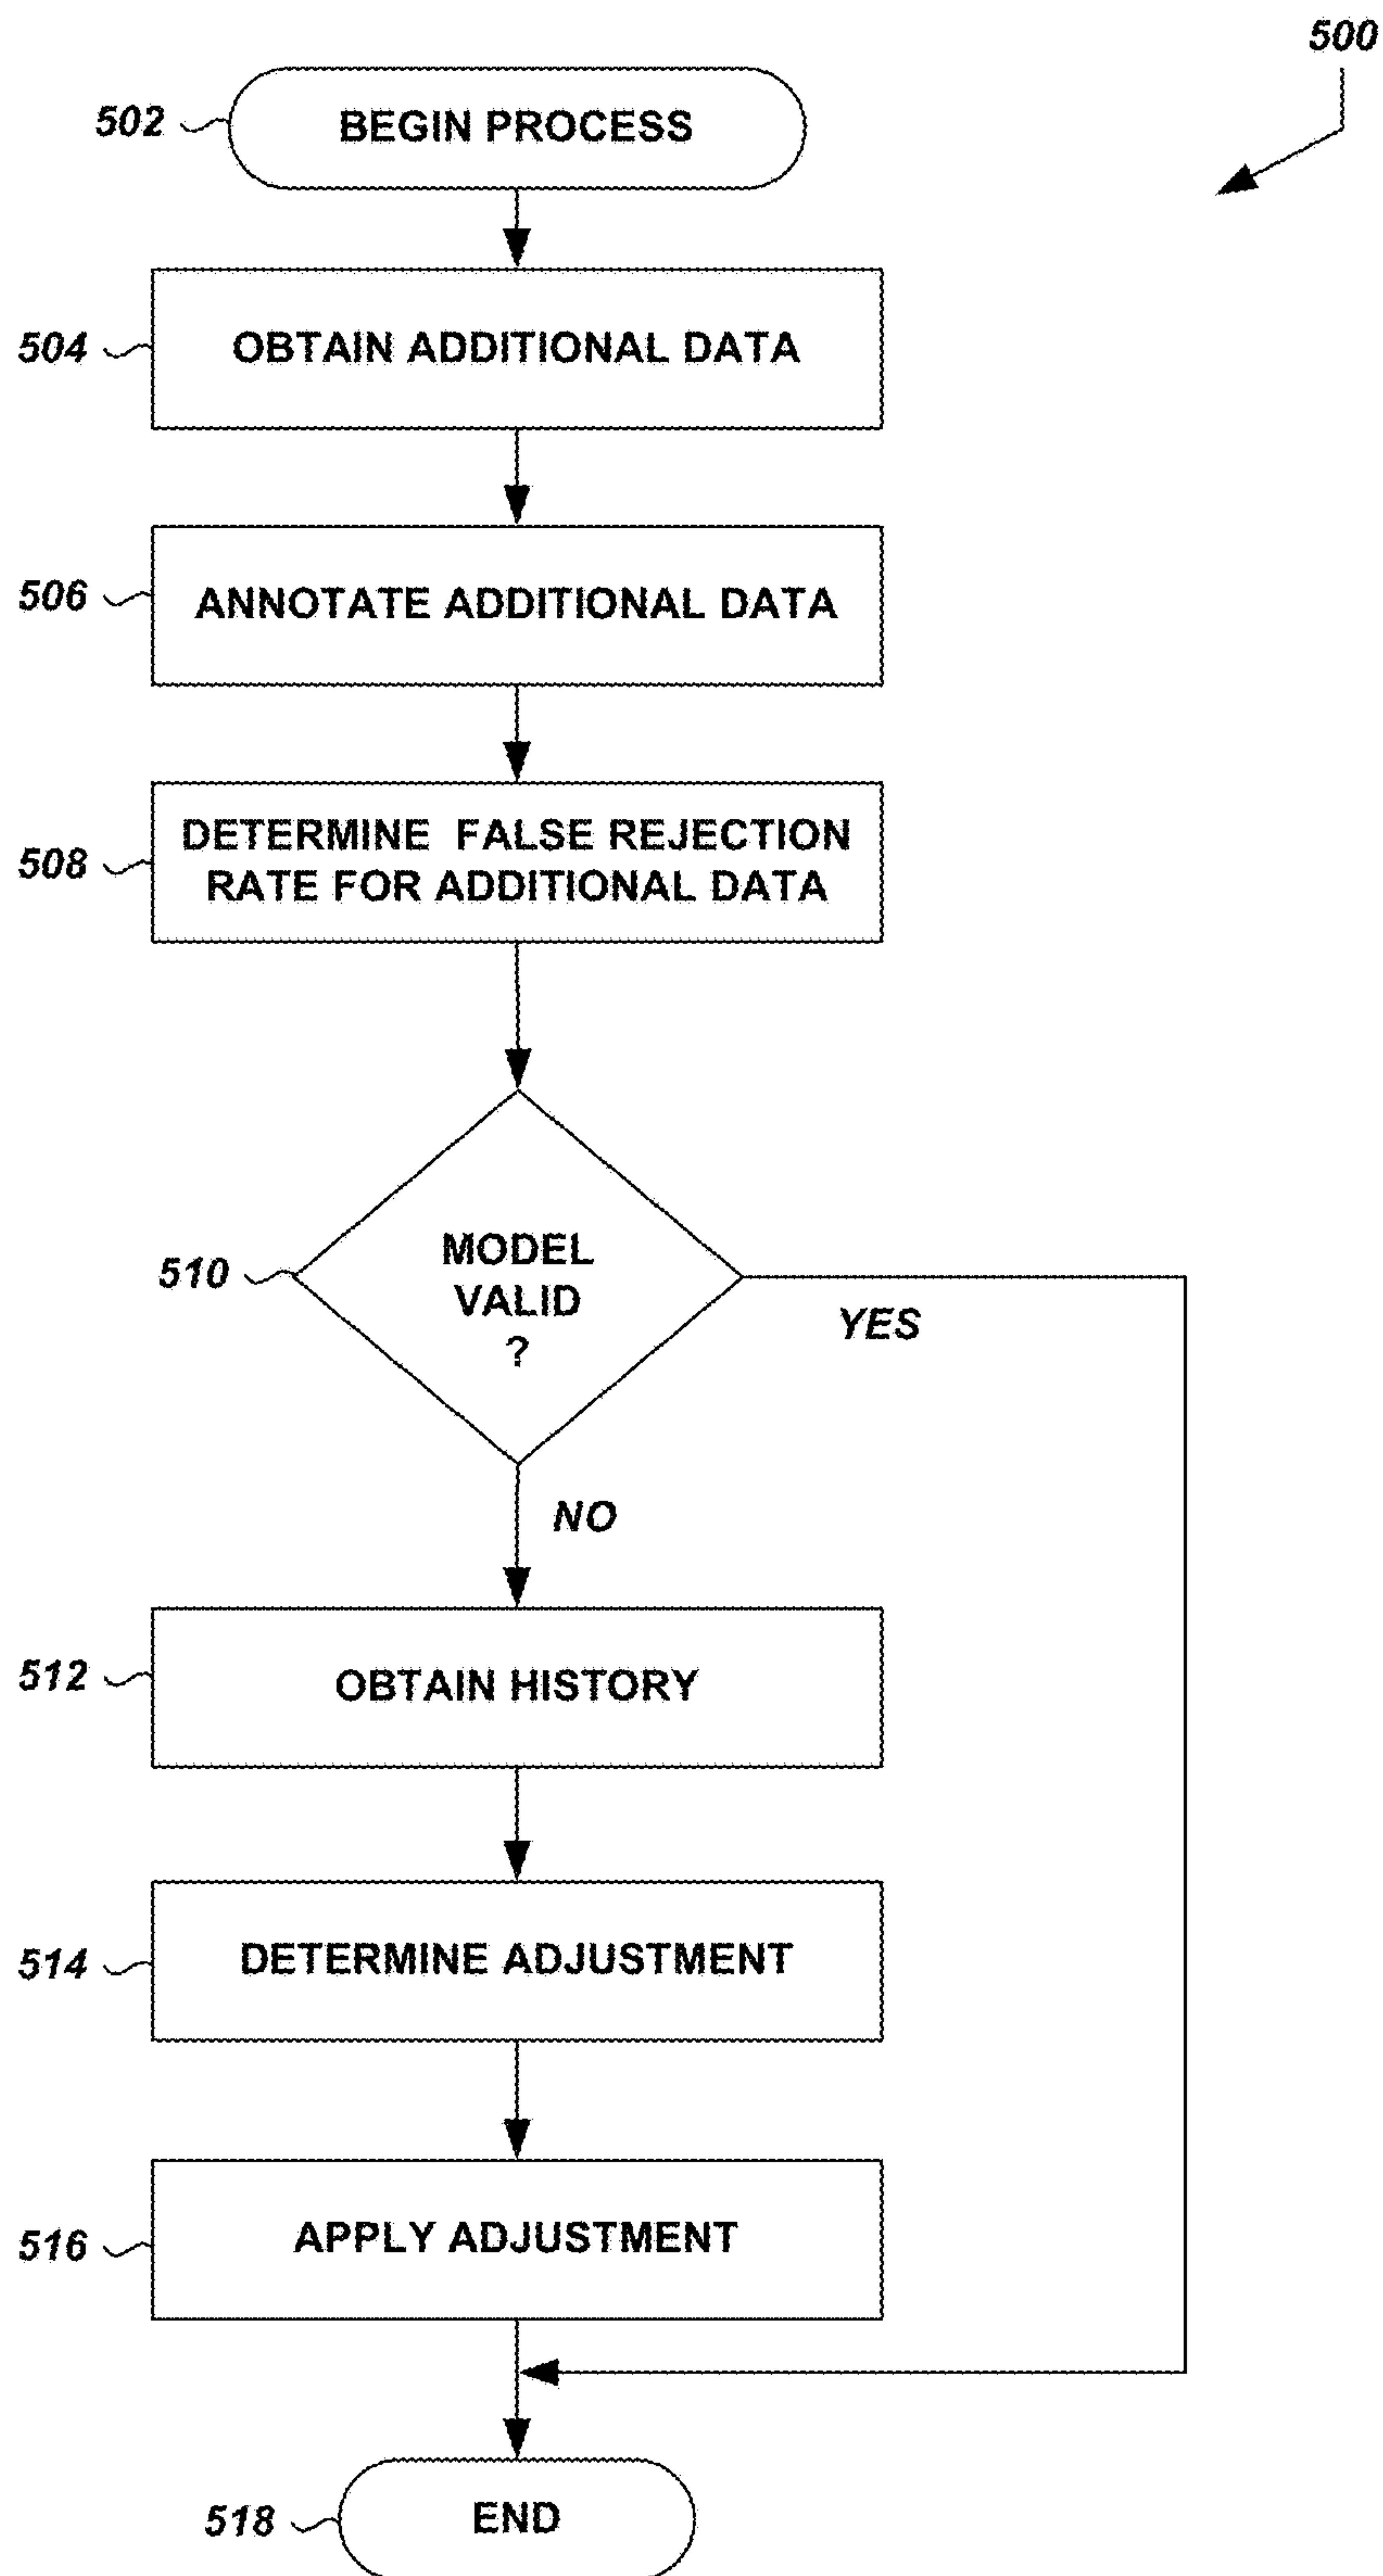 500
502
BEGIN PROCESS
504
OBTAIN ADDITIONAL DATA
506
ANNOTATE ADDITIONAL DATA
508
DETERMINE FALSE REJECTION
RATE FOR ADDITIONAL DATA
510
MODEL
VALID
?
YES
NO
512
OBTAIN HISTORY
514
DETERMINE ADJUSTMENT
516
APPLY ADJUSTMENT
518
END